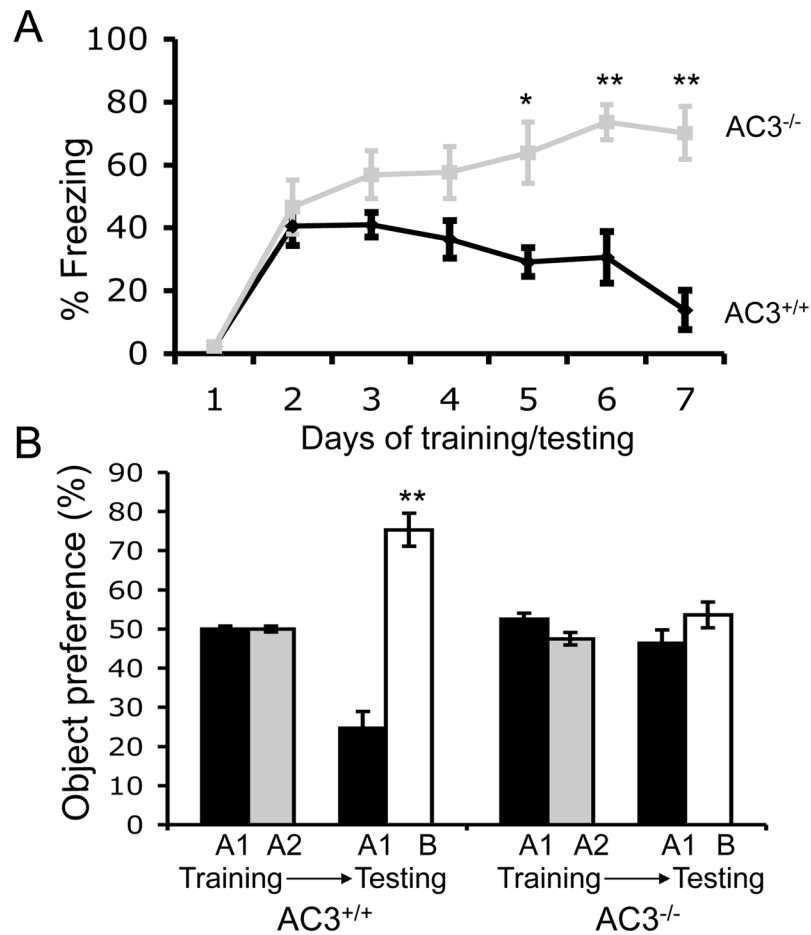 A
% Freezing
100
80
60
40
20
0
*
**
**
AC3-/-
AC3+/+
1 2 3 4 5 6 7
Days of training/testing
B
Object preference (%)
90
80
70
60
50
40
30
20
10
0
**
A1 A2 A1 B A1 A2 A1 B
Training → Testing Training → Testing
AC3+/+ AC3-/-